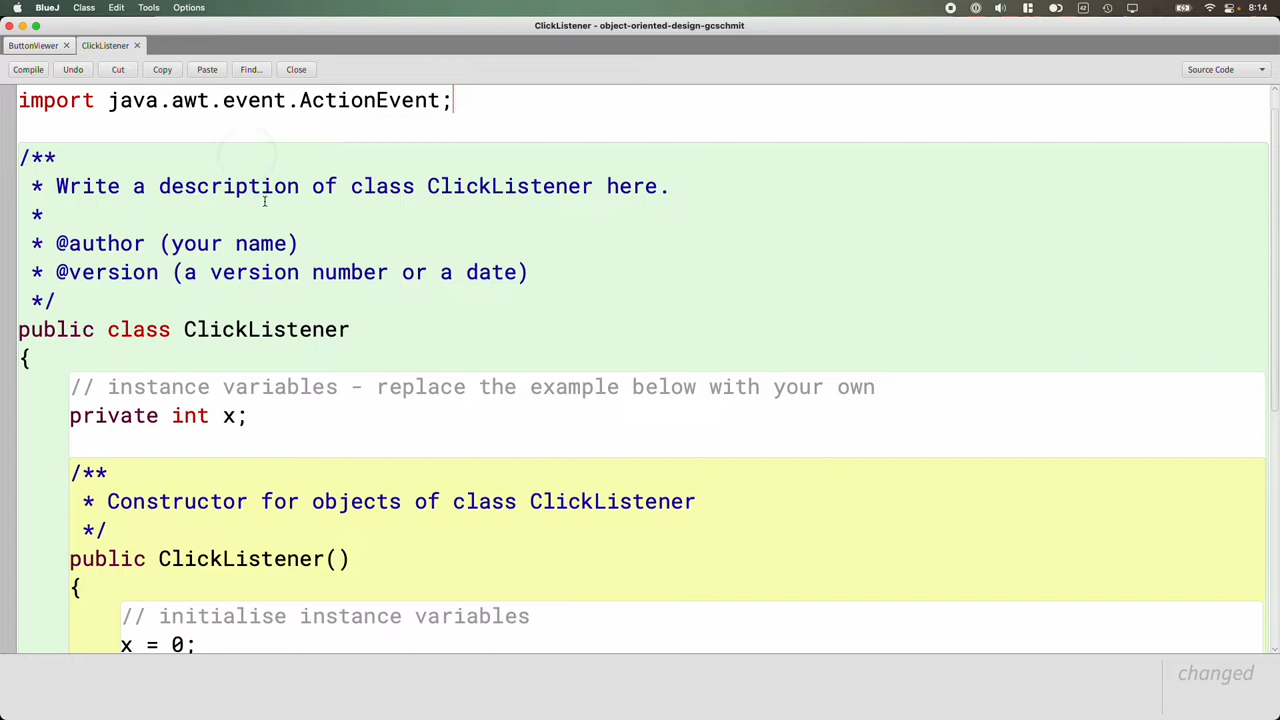 BlueJ Class Edit Tools Options 8:14
ClickListener - object-oriented-design-gcschmit
ButtonViewer ClickListener
Compile Undo Cut Copy Paste Find... Close Source Code
import java.awt.event.ActionEvent;
/**
* Write a description of class ClickListener here.
*
* @author (your name)
* @version (a version number or a date)
*/
public class ClickListener
{
// instance variables - replace the example below with your own
private int x;
/**
* Constructor for objects of class ClickListener
*/
public ClickListener()
{
// initialise instance variables
x = 0;
changed